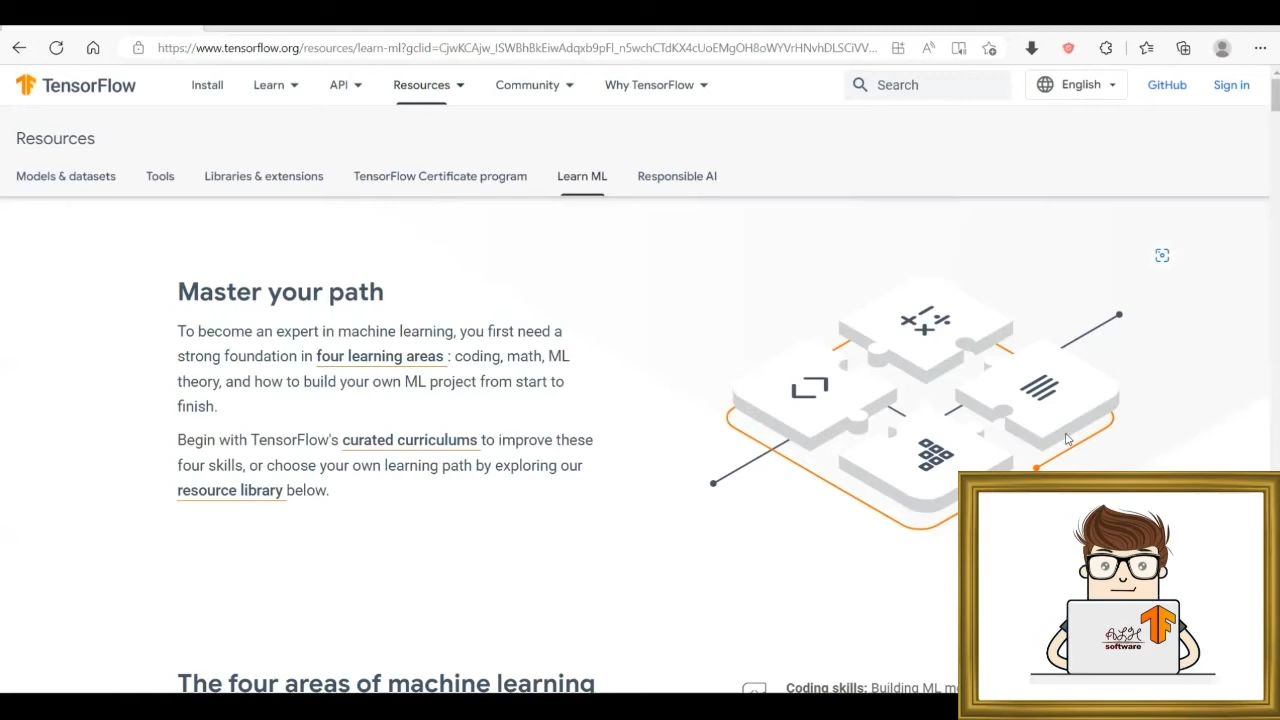 https://www.tensorflow.org/resources/learn-ml?gclid=
TensorFlow Install Learn API Resources Community Why TensorFlow Search English GitHub Sign in
Resources
Models & datasets Tools Libraries & extensions TensorFlow Certificate program Learn ML Responsible AI
Master your path
To become an expert in machine learning, you first need a
strong foundation in four learning areas : coding, math, ML
theory, and how to build your own ML project from start to
finish.
Begin with TensorFlow's curated curriculums to improve these
four skills, or choose your own learning path by exploring our
resource library below.
The four areas of machine learning
Coding skills: Building ML
software